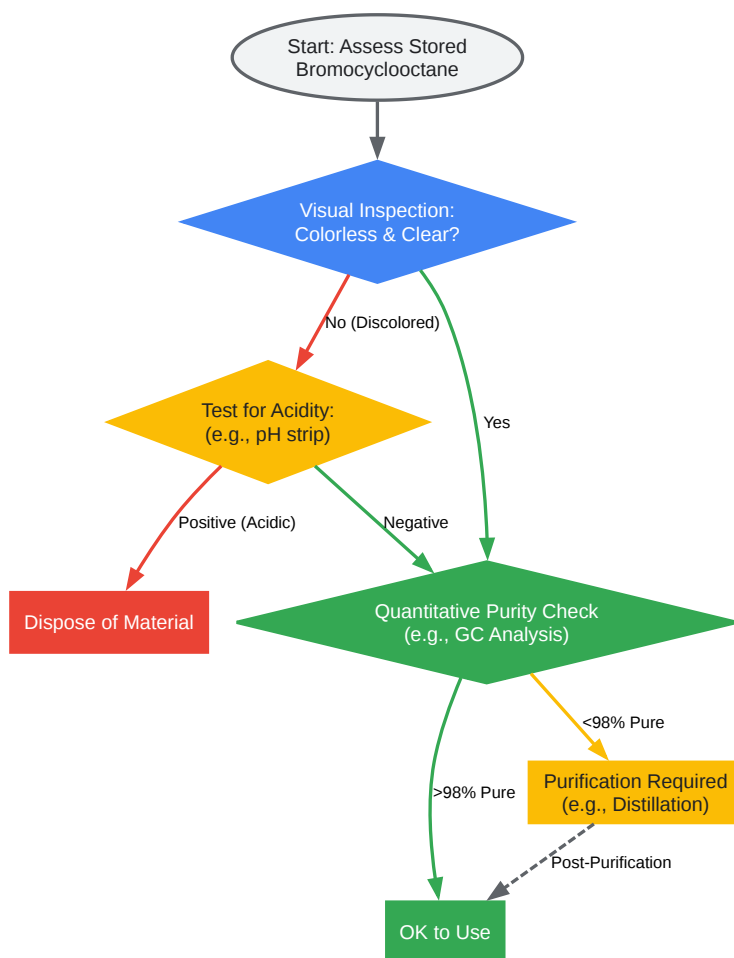 Start: Assess Stored
Bromocyclooctane
Visual Inspection:
Colorless & Clear?
No (Discolored)
Test for Acidity:
(e.g., pH strip)
Yes
Positive (Acidic)
Negative
Dispose of Material
Quantitative Purity Check
(e.g., GC Analysis)
<98% Pure
>98% Pure
Purification Required
(e.g., Distillation)
Post-Purification
OK to Use